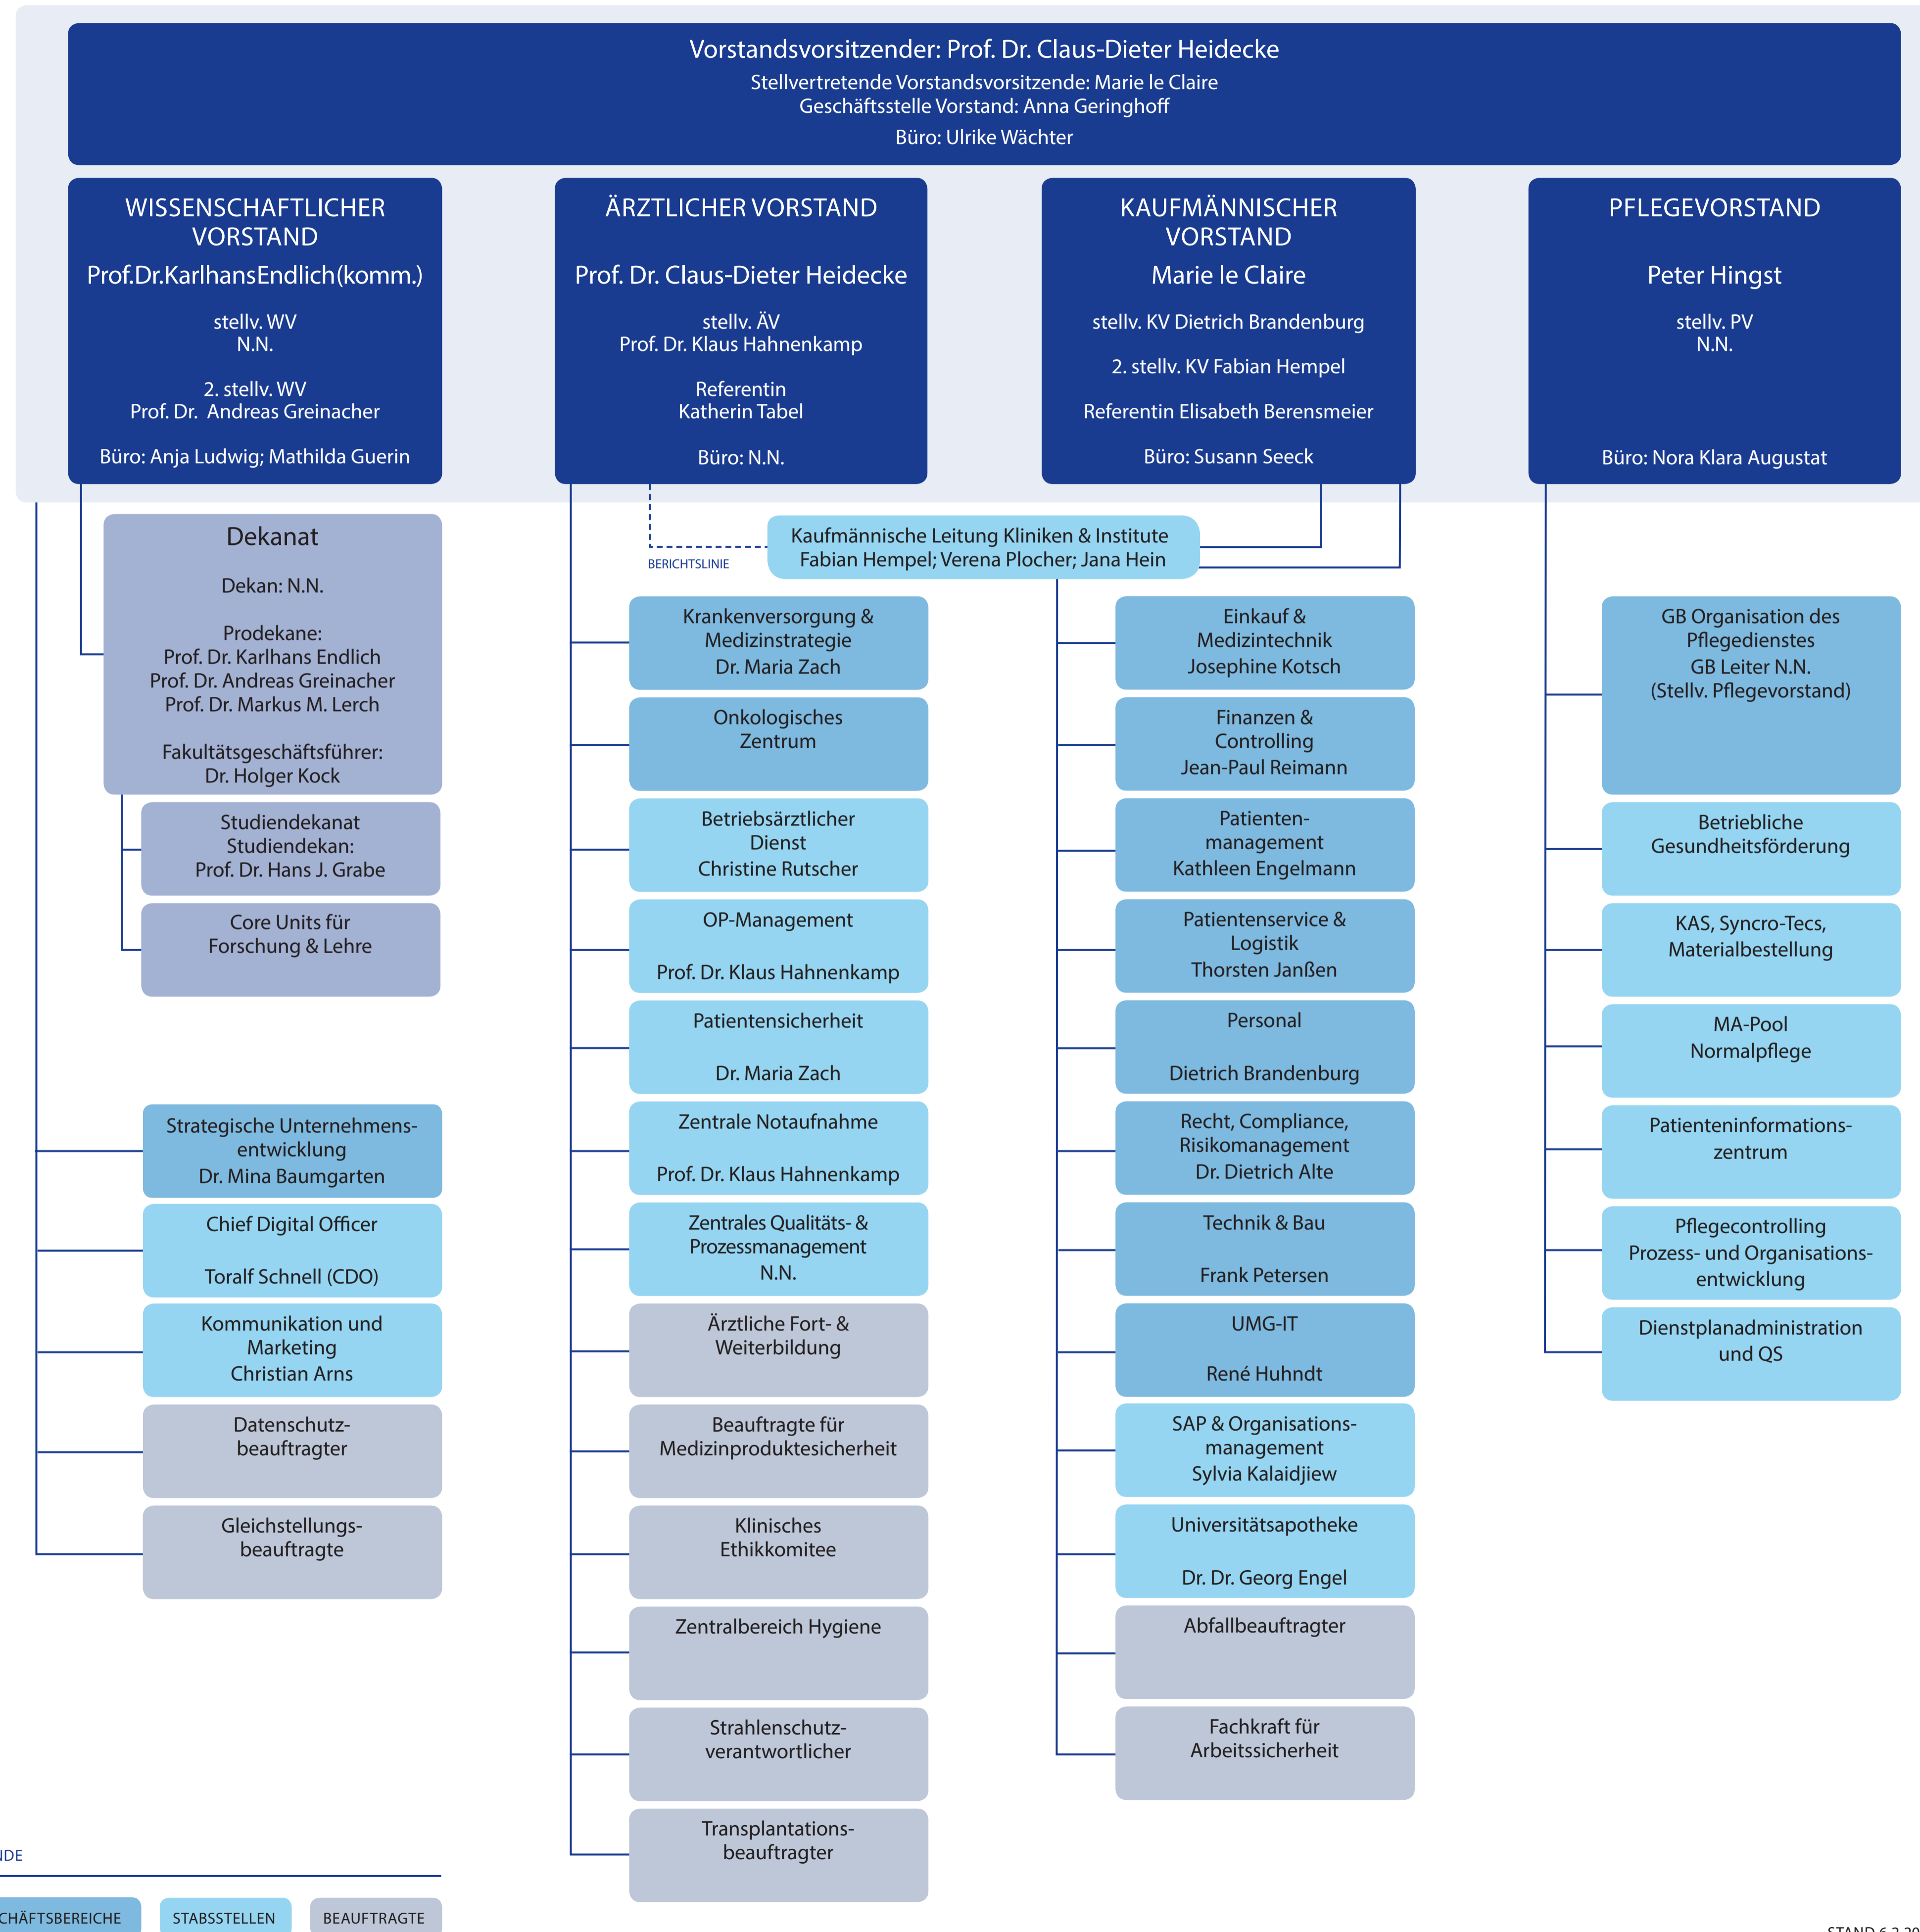 Vorstandsvorsitzender: Prof. Dr. Claus-Dieter Heidecke
Stellvertretende Vorstandsvorsitzende: Marie le Claire
Geschäftsstelle Vorstand: Anna Geringhoff
Büro: Ulrike Wächter
WISSENSCHAFTLICHER
VORSTAND
Prof.Dr.KarlhansEndlich(komm.)
stellv. WV
N.N.
2. stellv. WV
Prof. Dr. Andreas Greinacher
Büro: Anja Ludwig; Mathilda Guerin
ÄRZTLICHER VORSTAND
Prof. Dr. Claus-Dieter Heidecke
stellv. ÄV
Prof. Dr. Klaus Hahnenkamp
Referentin
Katherin Tabel
Büro: N.N.
KAUFMÄNNISCHER
VORSTAND
Marie le Claire
stellv. KV Dietrich Brandenburg
2. stellv. KV Fabian Hempel
Referentin Elisabeth Berensmeier
Büro: Susann Seeck
PFLEGEVORSTAND
Peter Hingst
stellv. PV
N.N.
Büro: Nora Klara Augustat
Dekanat
Dekan: N.N.
Prodekane:
Prof. Dr. Karlhans Endlich
Prof. Dr. Andreas Greinacher
Prof. Dr. Markus M. Lerch
Fakultätsgeschäftsführer:
Dr. Holger Kock
Studiendekanat
Studiendekan:
Prof. Dr. Hans J. Grabe
Core Units für
Forschung & Lehre
Strategische Unternehmens-
entwicklung
Dr. Mina Baumgarten
Chief Digital Officer
Toralf Schnell (CDO)
Kommunikation und
Marketing
Christian Arns
Datenschutz-
beauftragter
Gleichstellungs-
beauftragte
BERICHTSLINIE
Kaufmännische Leitung Kliniken & Institute
Fabian Hempel; Verena Plocher; Jana Hein
Krankenversorgung &
Medizinstrategie
Dr. Maria Zach
Onkologisches
Zentrum
Betriebsärztlicher
Dienst
Christine Rutscher
OP-Management
Prof. Dr. Klaus Hahnenkamp
Patientensicherheit
Dr. Maria Zach
Zentrale Notaufnahme
Prof. Dr. Klaus Hahnenkamp
Zentrales Qualitäts- &
Prozessmanagement
N.N.
Ärztliche Fort- &
Weiterbildung
Beauftragte für
Medizinproduktesicherheit
Klinisches
Ethikkomitee
Zentralbereich Hygiene
Strahlenschutz-
verantwortlicher
Transplantations-
beauftragter
Einkauf &
Medizintechnik
Josephine Kotsch
Finanzen &
Controlling
Jean-Paul Reimann
Patienten-
management
Kathleen Engelmann
Patientenservice &
Logistik
Thorsten Janßen
Personal
Dietrich Brandenburg
Recht, Compliance,
Risikomanagement
Dr. Dietrich Alte
Technik & Bau
Frank Petersen
UMG-IT
René Huhndt
SAP & Organisations-
management
Sylvia Kalaidjiew
Universitätsapotheke
Dr. Dr. Georg Engel
Abfallbeauftragter
Fachkraft für
Arbeitssicherheit
GB Organisation des
Pflegedienstes
GB Leiter N.N.
(Stellv. Pflegevorstand)
Betriebliche
Gesundheitsförderung
KAS, Syncro-Tecs,
Materialbestellung
MA-Pool
Normalpflege
Patienteninformations-
zentrum
Pflegecontrolling
Prozess- und Organisations-
entwicklung
Dienstplanadministration
und QS
NDE
CHÄFTSBEREICHE
STABSSTELLEN
BEAUFTRAGTE